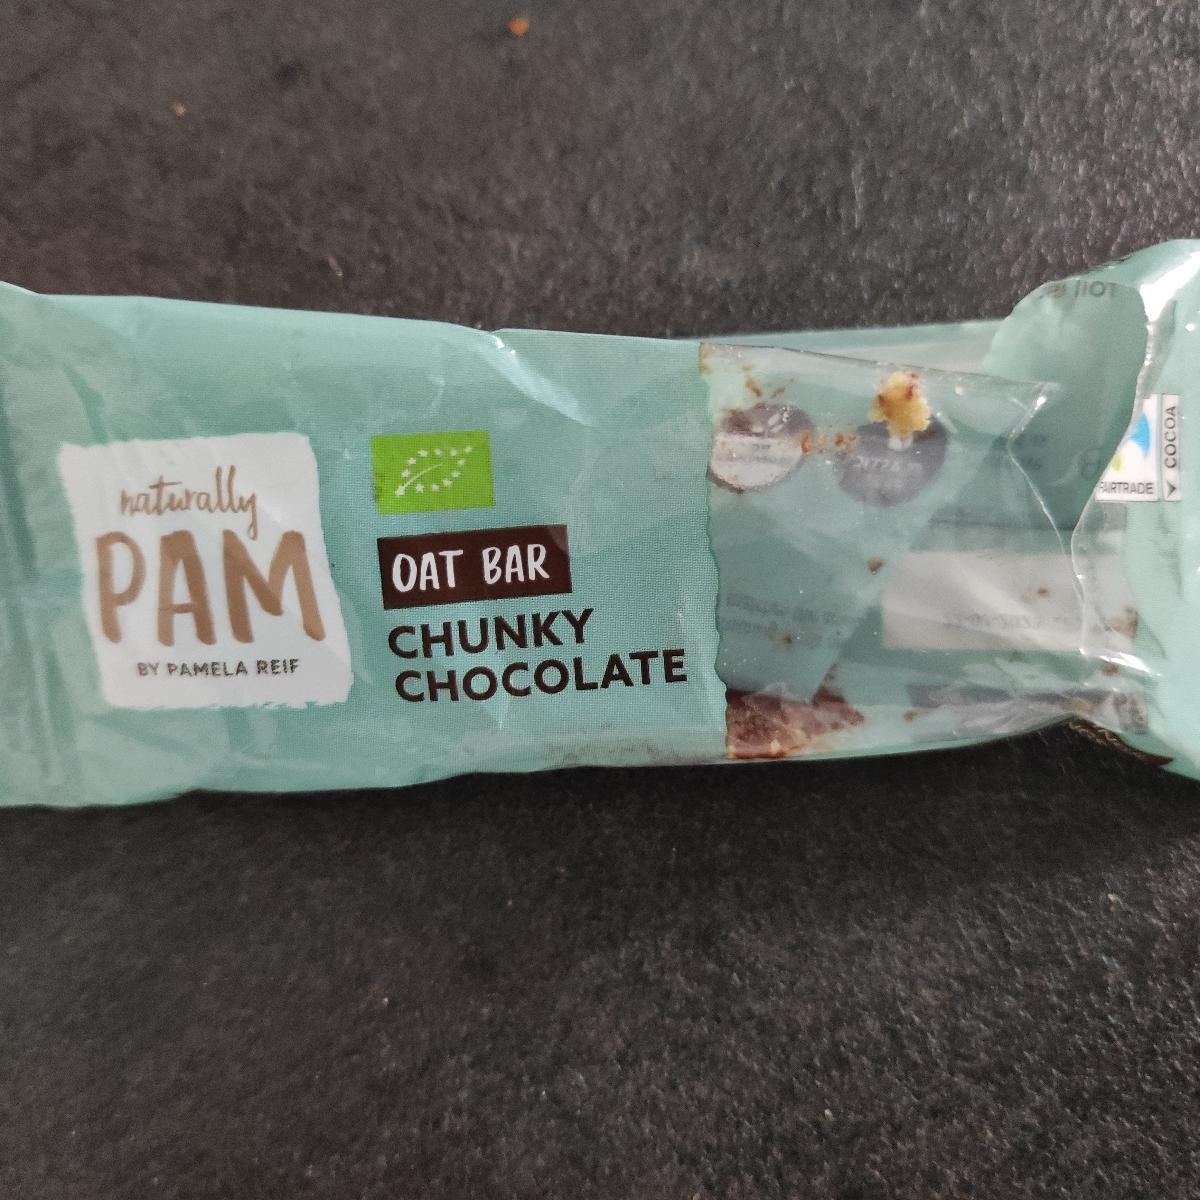 naturally
PAM
BY PAMELA REIF
OAT BAR
CHUNKY
CHOCOLATE
FAIRTRADE
COCOA